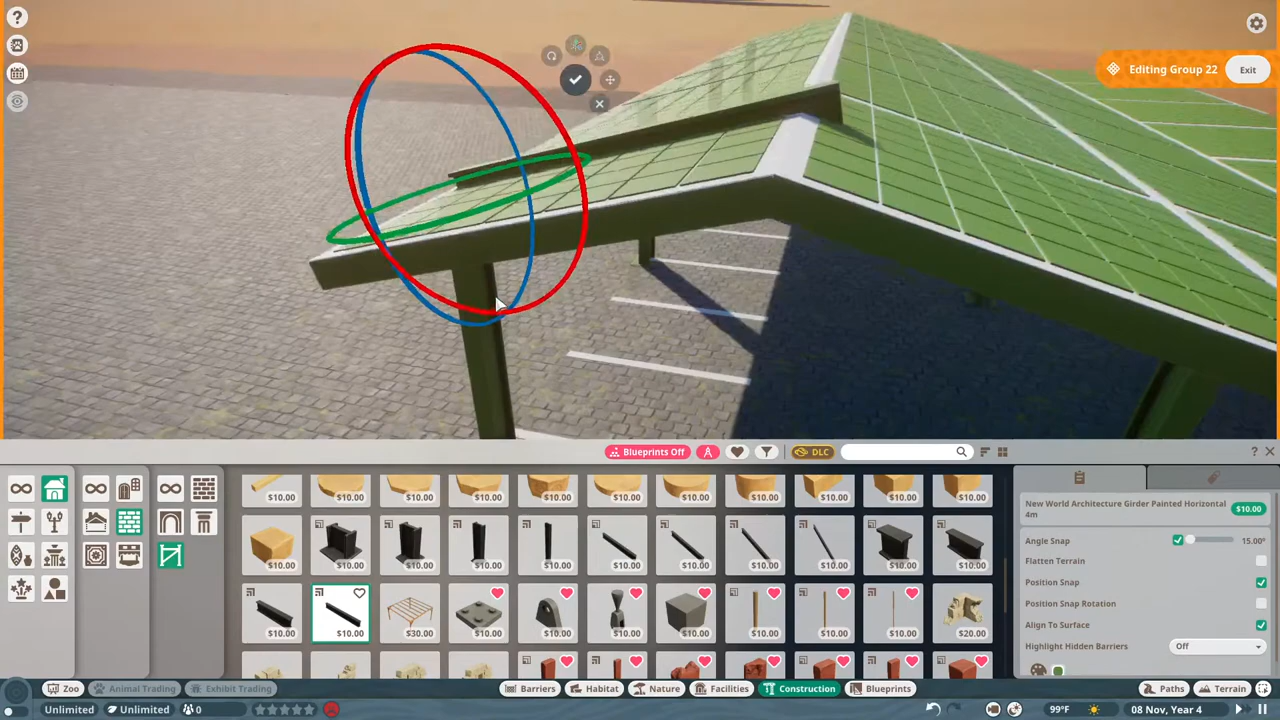 Editing Group 22
Exit
Blueprints Off
DLC
$10.00 $10.00 $10.00 $10.00 $10.00 $10.00 $10.00 $10.00 $10.00 $10.00 $10.00
$10.00 $10.00 $10.00 $10.00 $10.00 $10.00 $10.00 $10.00 $10.00 $10.00 $10.00
$10.00 $10.00 $30.00 $10.00 $10.00 $10.00 $10.00 $10.00 $10.00 $10.00 $20.00
New World Architecture Girder Painted Horizontal
4m
$10.00
Angle Snap 15.00°
Flatten Terrain
Position Snap
Position Snap Rotation
Align To Surface
Highlight Hidden Barriers Off
Zoo Animal Trading Exhibit Trading Barriers Habitat Nature Facilities Construction Blueprints Paths Terrain
Unlimited Unlimited 0 99°F 08 Nov, Year 4